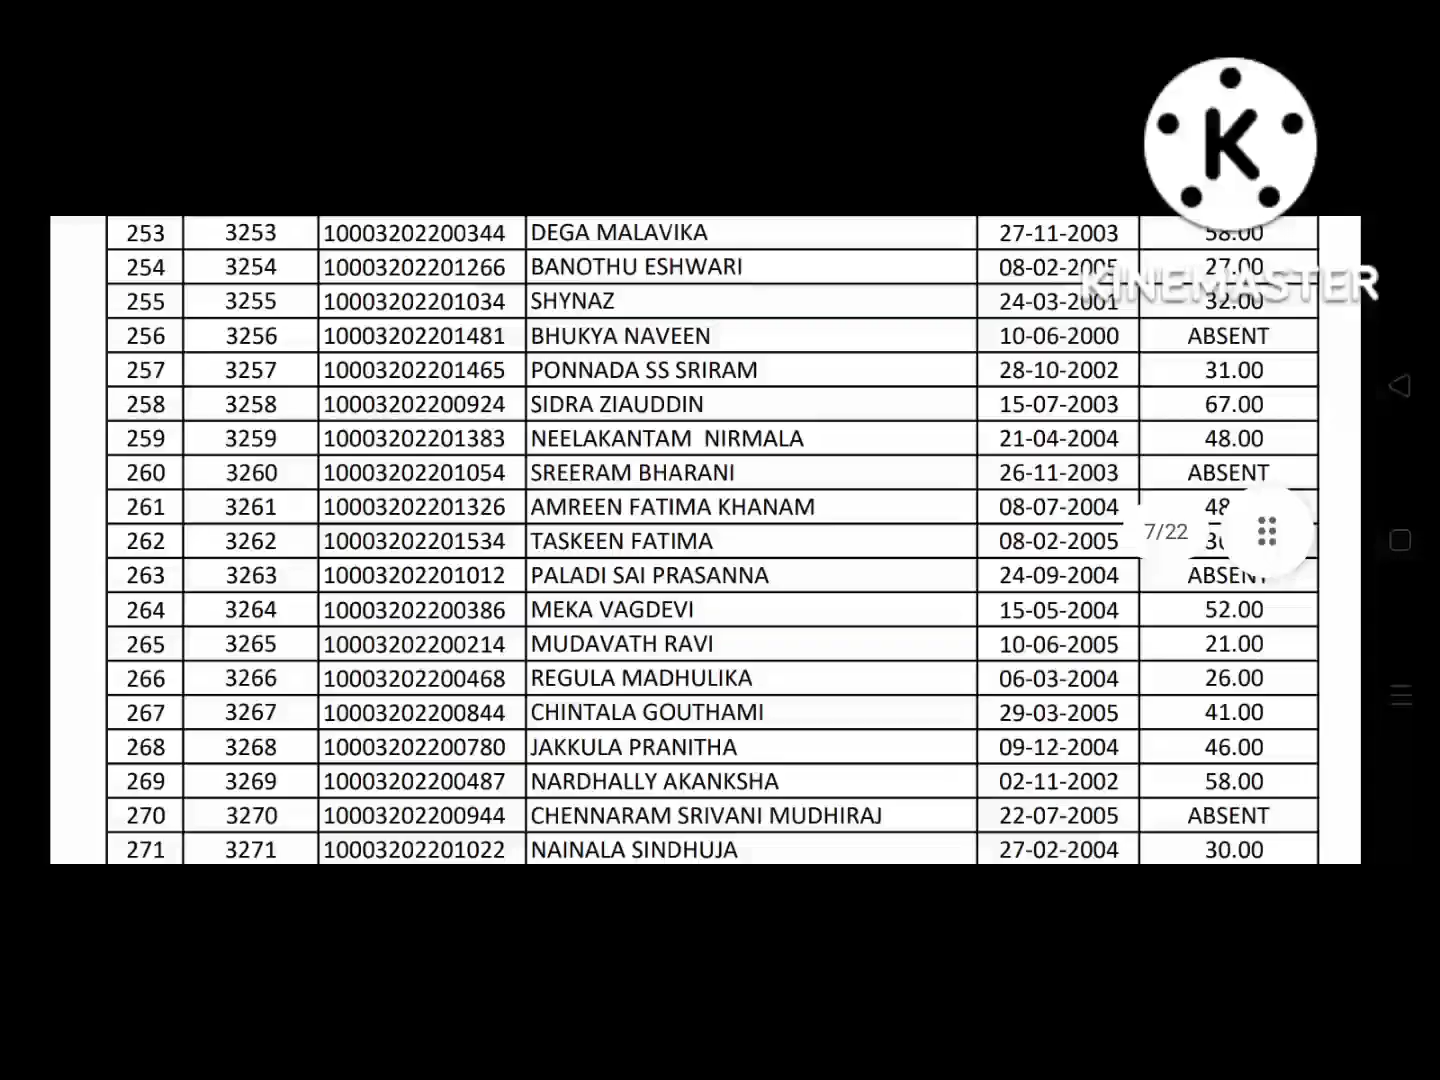 K
KINEMASTER
253 3253 10003202200344 DEGA MALAVIKA 27-11-2003 58.00
254 3254 10003202201266 BANOTHU ESHWARI 08-02-2005 27.00
255 3255 10003202201034 SHYNAZ 24-03-2001 32.00
256 3256 10003202201481 BHUKYA NAVEEN 10-06-2000 ABSENT
257 3257 10003202201465 PONNADA SS SRIRAM 28-10-2002 31.00
258 3258 10003202200924 SIDRA ZIAUDDIN 15-07-2003 67.00
259 3259 10003202201383 NEELAKANTAM NIRMALA 21-04-2004 48.00
260 3260 10003202201054 SREERAM BHARANI 26-11-2003 ABSENT
261 3261 10003202201326 AMREEN FATIMA KHANAM 08-07-2004
262 3262 10003202201534 TASKEEN FATIMA 08-02-2005
7/22
263 3263 10003202201012 PALADI SAI PRASANNA 24-09-2004 ABSENT
264 3264 10003202200386 MEKA VAGDEVI 15-05-2004 52.00
265 3265 10003202200214 MUDAVATH RAVI 10-06-2005 21.00
266 3266 10003202200468 REGULA MADHULIKA 06-03-2004 26.00
267 3267 10003202200844 CHINTALA GOUTHAMI 29-03-2005 41.00
268 3268 10003202200780 JAKKULA PRANITHA 09-12-2004 46.00
269 3269 10003202200487 NARDHALLY AKANKSHA 02-11-2002 58.00
270 3270 10003202200944 CHENNARAM SRIVANI MUDHIRAJ 22-07-2005 ABSENT
271 3271 10003202201022 NAINALA SINDHUJA 27-02-2004 30.00